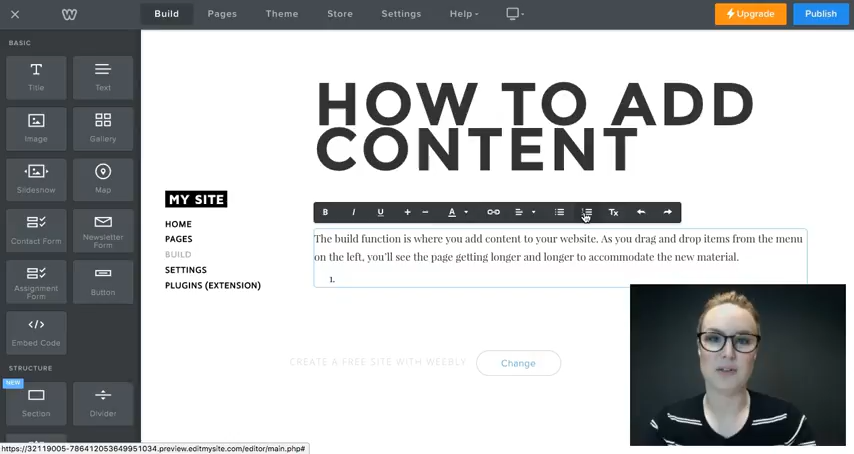 Build Pages Theme Store Settings Help Upgrade Publish
BASIC
Title Text
Image Gallery
Slideshow Map
Contact Form Newsletter Form
Assignment Form Button
Embed Code
STRUCTURE
NEW
Section Divider
HOW TO ADD
CONTENT
MY SITE
HOME
PAGES
BUILD
SETTINGS
PLUGINS (EXTENSION)
B I U + − A Tx
The build function is where you add content to your website. As you drag and drop items from the menu
on the left, you'll see the page getting longer and longer to accommodate the new material.
1.
CREATE A FREE SITE WITH WEEBLY Change
https://32119005-786412053649951034.preview.editmysite.com/editor/main.php#